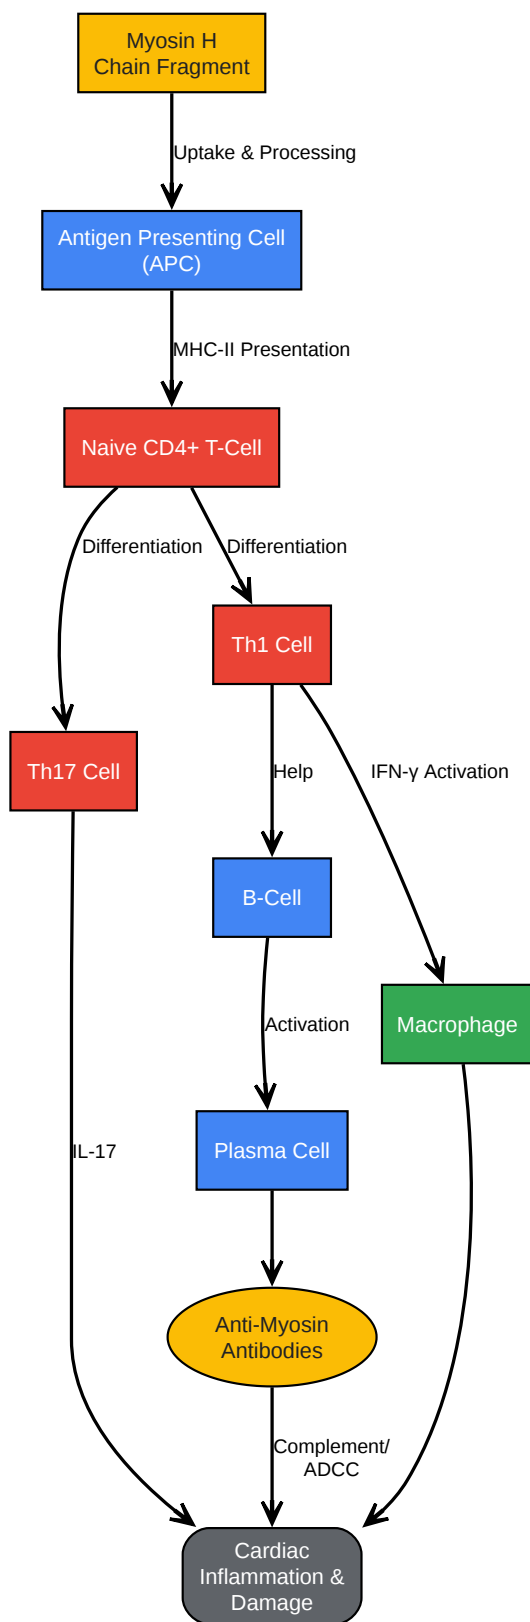 Myosin H
Chain Fragment
Uptake & Processing
Antigen Presenting Cell
(APC)
MHC-II Presentation
Naive CD4+ T-Cell
Differentiation
Differentiation
Th1 Cell
Th17 Cell
Help
IFN-γ Activation
B-Cell
Activation
Macrophage
IL-17
Plasma Cell
Anti-Myosin
Antibodies
Complement/
ADCC
Cardiac
Inflammation &
Damage